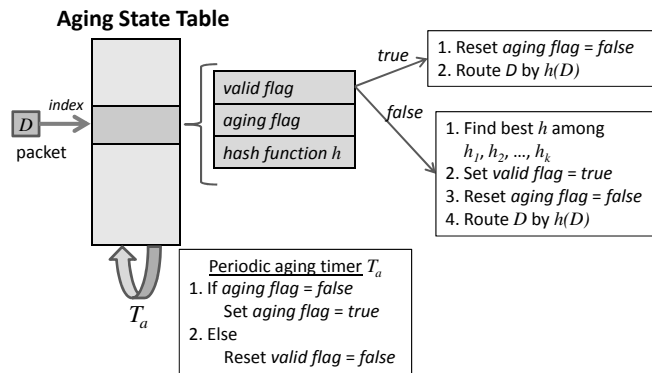 Aging State Table
index
D
packet
valid flag
aging flag
hash function h
true
false
1. Reset aging flag = false
2. Route D by h(D)
1. Find best h among
h1, h2, ..., hk
2. Set valid flag = true
3. Reset aging flag = false
4. Route D by h(D)
Ta
Periodic aging timer Ta
1. If aging flag = false
Set aging flag = true
2. Else
Reset valid flag = false